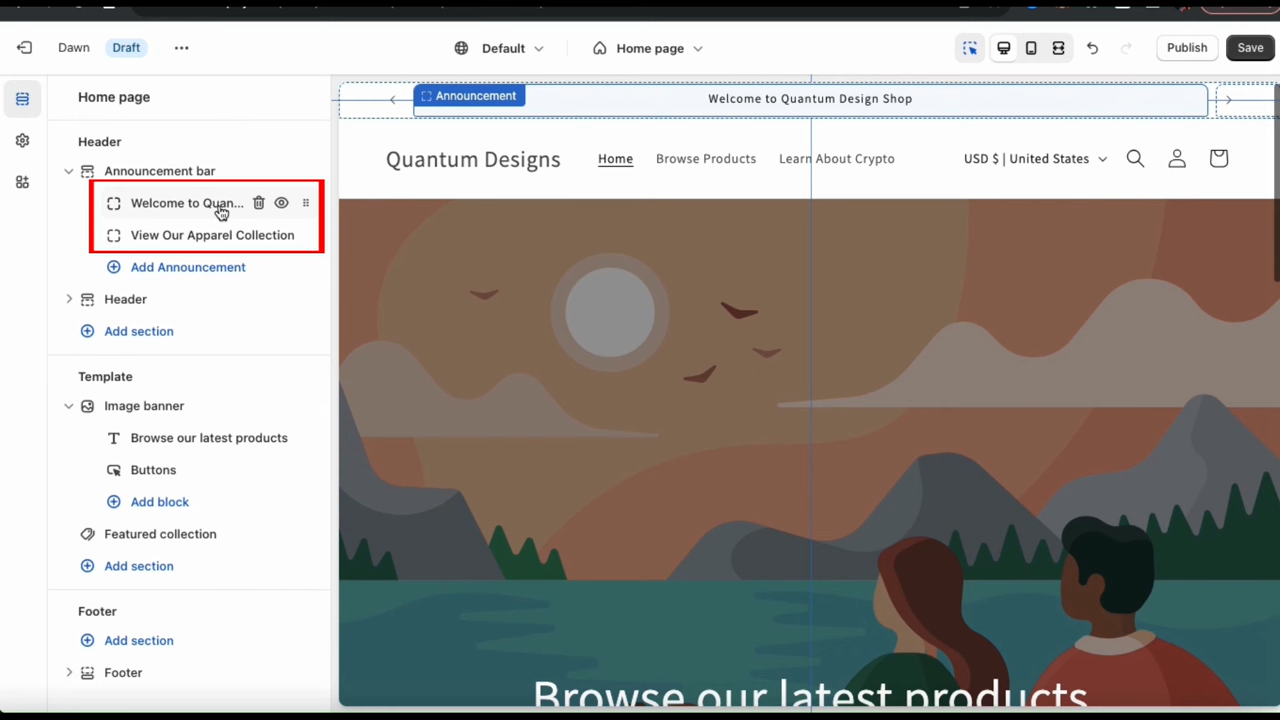 Dawn
Draft
Default
Home page
Publish
Save
Home page
Header
Announcement bar
Welcome to Quan...
View Our Apparel Collection
Add Announcement
Header
Add section
Template
Image banner
Browse our latest products
Buttons
Add block
Featured collection
Add section
Footer
Add section
Footer
Announcement
Welcome to Quantum Design Shop
Quantum Designs
Home
Browse Products
Learn About Crypto
USD $ | United States
Browse our latest products